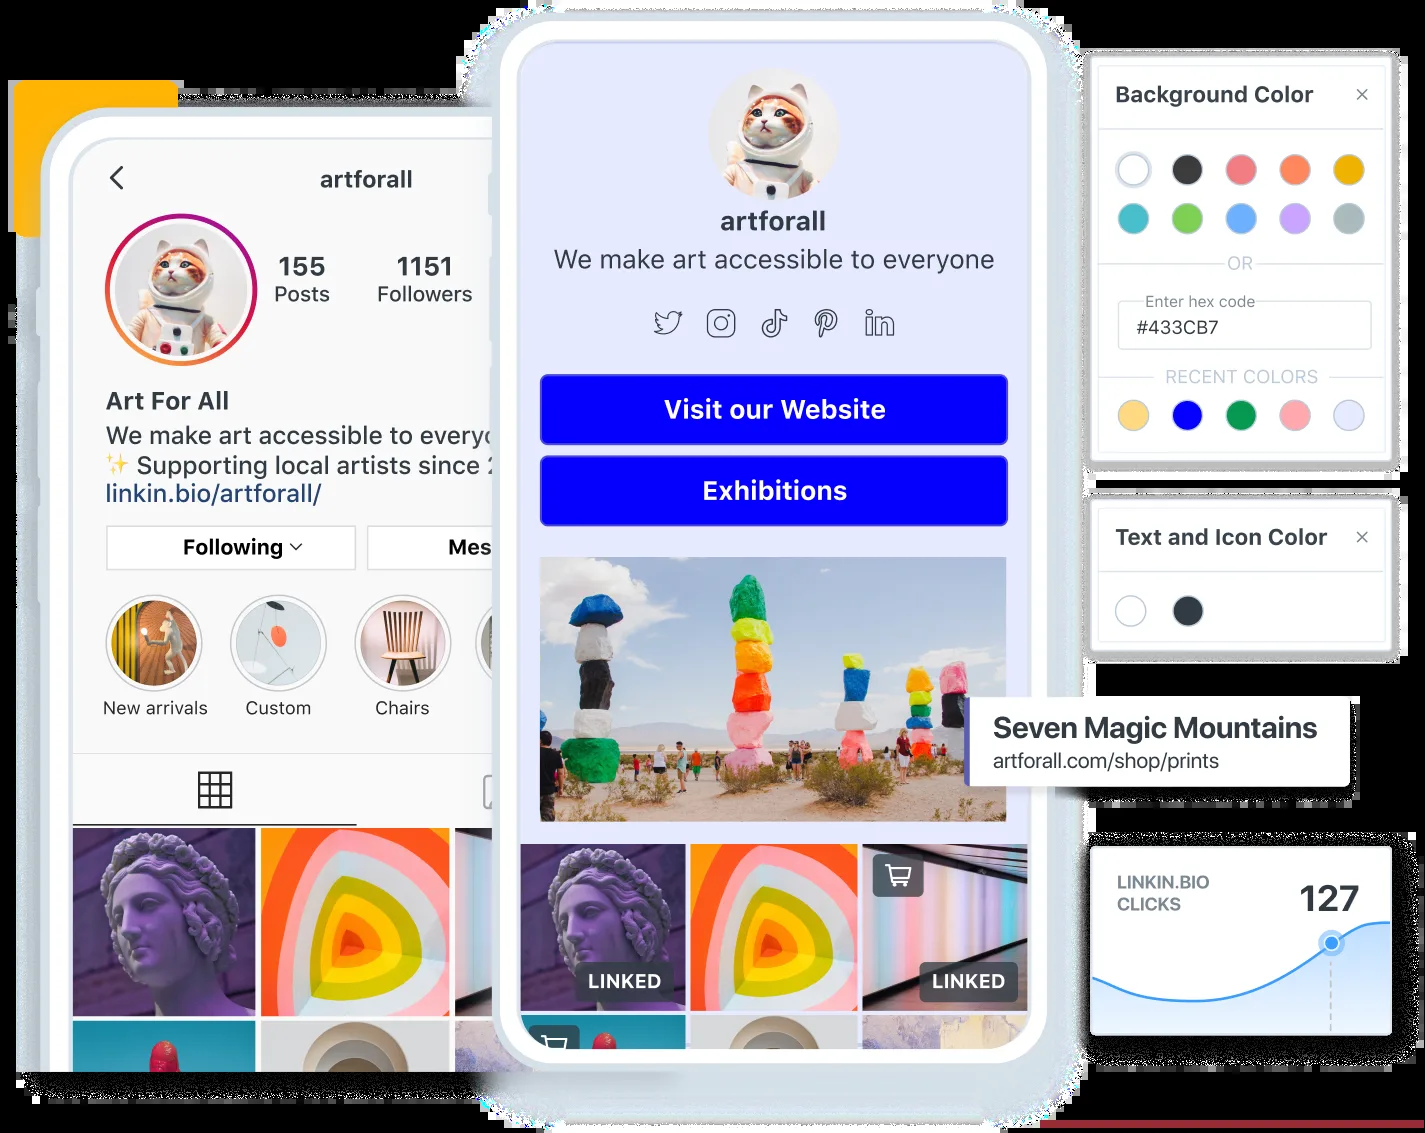 artforall
155
Posts
1151
Followers
Art For All
We make art accessible to
✨ Supporting local artists since
linkin.bio/artforall/
Following
New arrivals
Custom
Chairs
artforall
We make art accessible to everyone
Visit our Website
Exhibitions
LINKED
LINKED
Background Color
OR
Enter hex code
#433CB7
RECENT COLORS
Text and Icon Color
Seven Magic Mountains
artforall.com/shop/prints
LINKIN.BIO
CLICKS
127